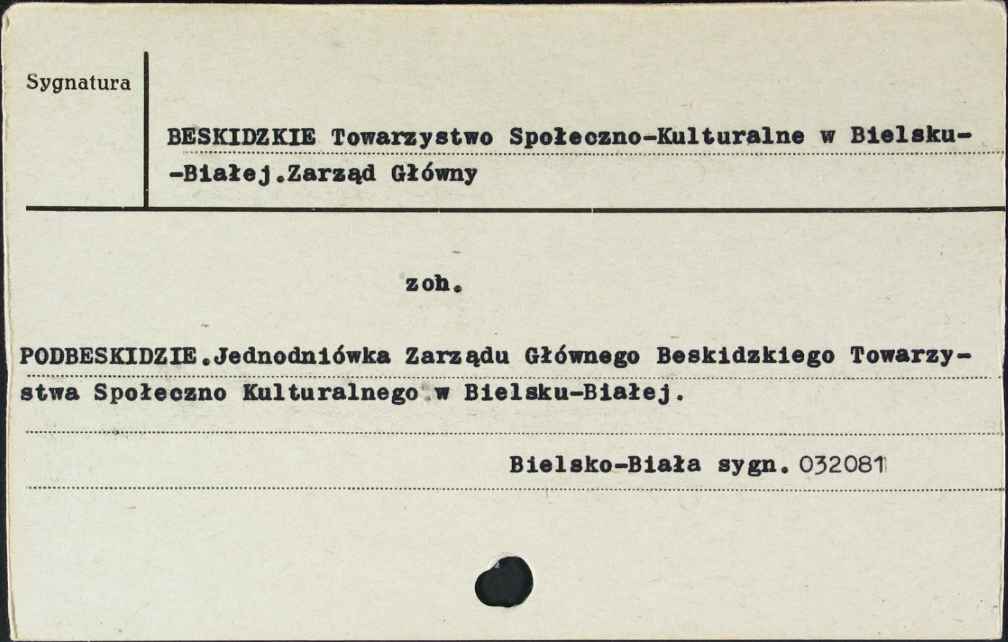 Sygnatura
BESKIDZKIE Towarzystwo Społeczno-Kulturalne w Bielsku-
-Białej.Zarząd Główny
zob.
PODBESKIDZIE.Jednodniówka Zarządu Głównego Beskidzkiego Towarzy-
stwa Społeczno Kulturalnego w Bielsku-Białej.
Bielsko-Biała sygn. 032081